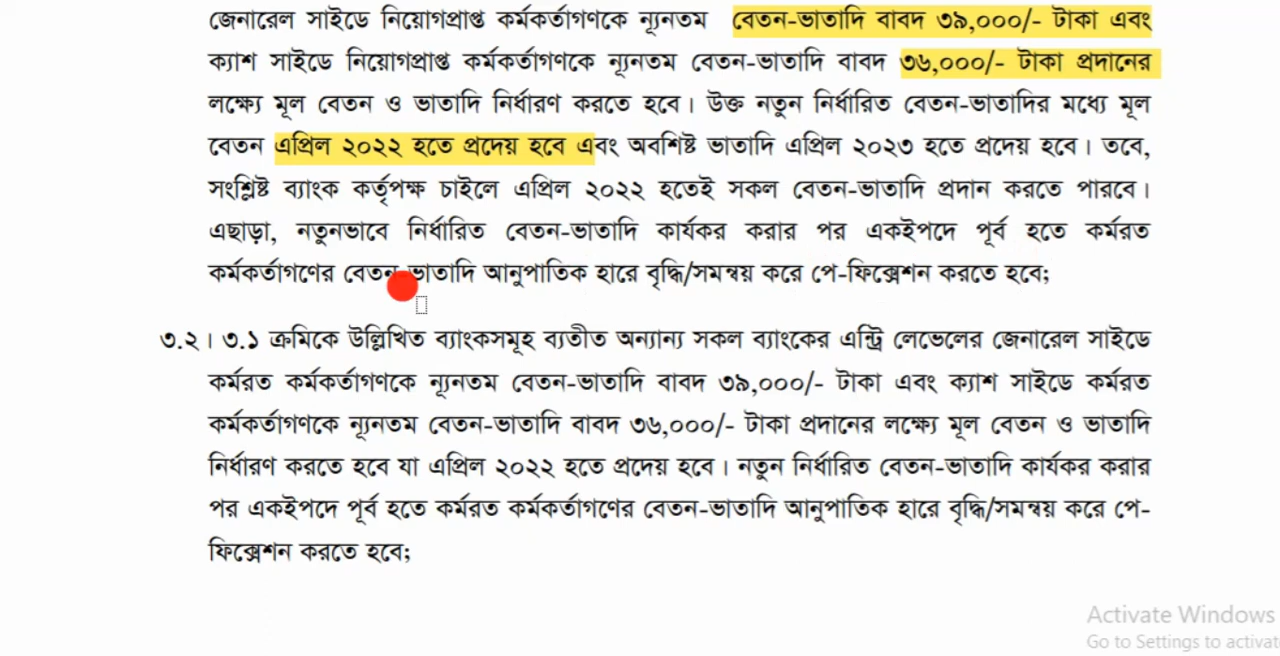 জেনারেল সাইডে নিয়োগপ্রাপ্ত কর্মকর্তাগণকে ন্যূনতম বেতন-ভাতাদি বাবদ ৩৯,০০০/- টাকা এবং
ক্যাশ সাইডে নিয়োগপ্রাপ্ত কর্মকর্তাগণকে ন্যূনতম বেতন-ভাতাদি বাবদ ৩৬,০০০/- টাকা প্রদানের
লক্ষ্যে মূল বেতন ও ভাতাদি নির্ধারণ করতে হবে। উক্ত নতুন নির্ধারিত বেতন-ভাতাদির মধ্যে মূল
বেতন এপ্রিল ২০২২ হতে প্রদেয় হবে এবং অবশিষ্ট ভাতাদি এপ্রিল ২০২৩ হতে প্রদেয় হবে। তবে,
সংশ্লিষ্ট ব্যাংক কর্তৃপক্ষ চাইলে এপ্রিল ২০২২ হতেই সকল বেতন-ভাতাদি প্রদান করতে পারবে।
এছাড়া, নতুনভাবে নির্ধারিত বেতন-ভাতাদি কার্যকর করার পর একইপদে পূর্ব হতে কর্মরত
কর্মকর্তাগণের বেতন-ভাতাদি আনুপাতিক হারে বৃদ্ধি/সমন্বয় করে পে-ফিক্সেশন করতে হবে;
৩.২। ৩.১ ক্রমিকে উল্লিখিত ব্যাংকসমূহ ব্যতীত অন্যান্য সকল ব্যাংকের এন্ট্রি লেভেলের জেনারেল সাইডে
কর্মরত কর্মকর্তাগণকে ন্যূনতম বেতন-ভাতাদি বাবদ ৩৯,০০০/- টাকা এবং ক্যাশ সাইডে কর্মরত
কর্মকর্তাগণকে ন্যূনতম বেতন-ভাতাদি বাবদ ৩৬,০০০/- টাকা প্রদানের লক্ষ্যে মূল বেতন ও ভাতাদি
নির্ধারণ করতে হবে যা এপ্রিল ২০২২ হতে প্রদেয় হবে। নতুন নির্ধারিত বেতন-ভাতাদি কার্যকর করার
পর একইপদে পূর্ব হতে কর্মরত কর্মকর্তাগণের বেতন-ভাতাদি আনুপাতিক হারে বৃদ্ধি/সমন্বয় করে পে-
ফিক্সেশন করতে হবে;
Activate Windows
Go to Settings to activat